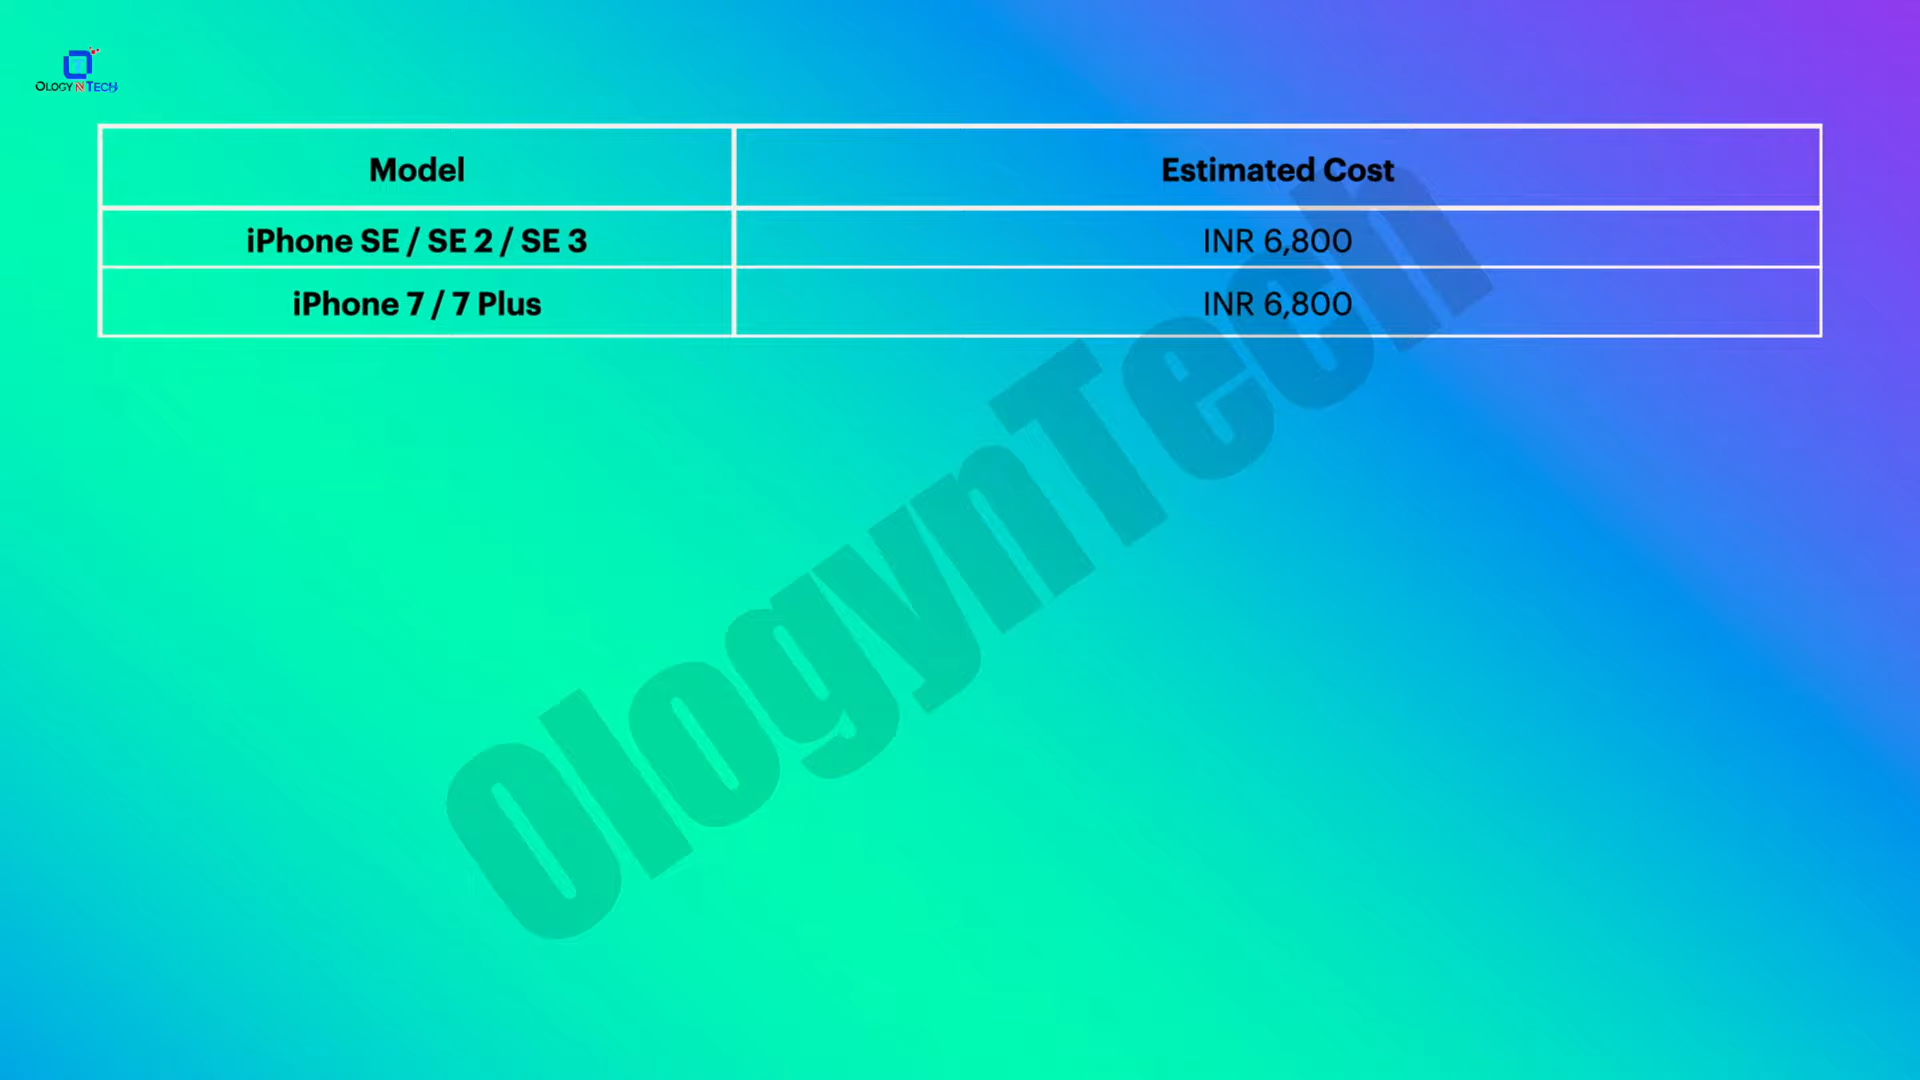 OLOGY N TECH
Model Estimated Cost
iPhone SE / SE 2 / SE 3 INR 6,800
iPhone 7 / 7 Plus INR 6,800
OlogynTech